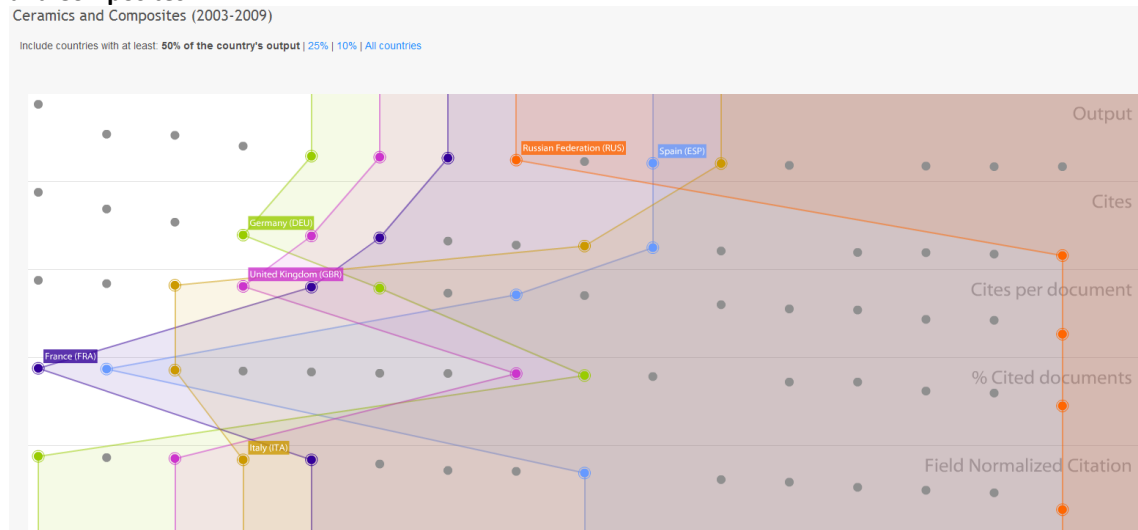 Ceramics and Composites (2003-2009)
Include countries with at least: 50% of the country's output | 25% | 10% | All countries
Output
Russian Federation (RUS)
Spain (ESP)
Cites
Germany (DEU)
United Kingdom (GBR)
Cites per document
France (FRA)
% Cited documents
Italy (ITA)
Field Normalized Citation